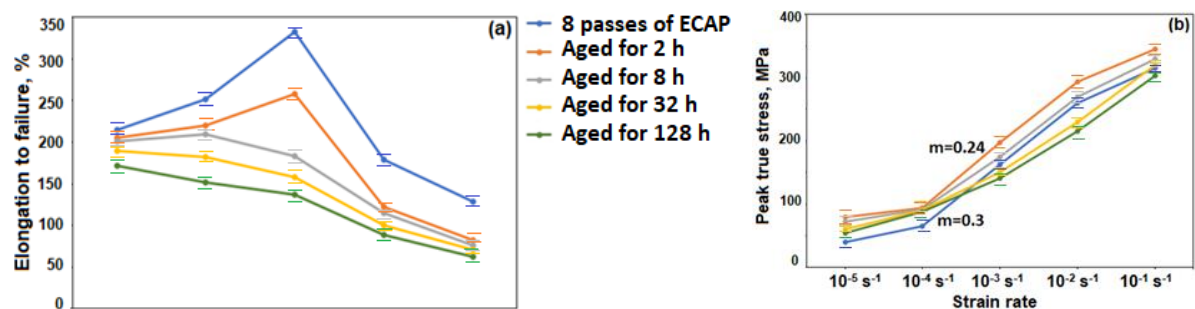 (a)
Elongation to failure, %
350
300
250
200
150
100
50
0
8 passes of ECAP
Aged for 2 h
Aged for 8 h
Aged for 32 h
Aged for 128 h
(b)
Peak true stress, MPa
400
300
200
100
0
m=0.24
m=0.3
10⁻⁵ s⁻¹ 10⁻⁴ s⁻¹ 10⁻³ s⁻¹ 10⁻² s⁻¹ 10⁻¹ s⁻¹
Strain rate